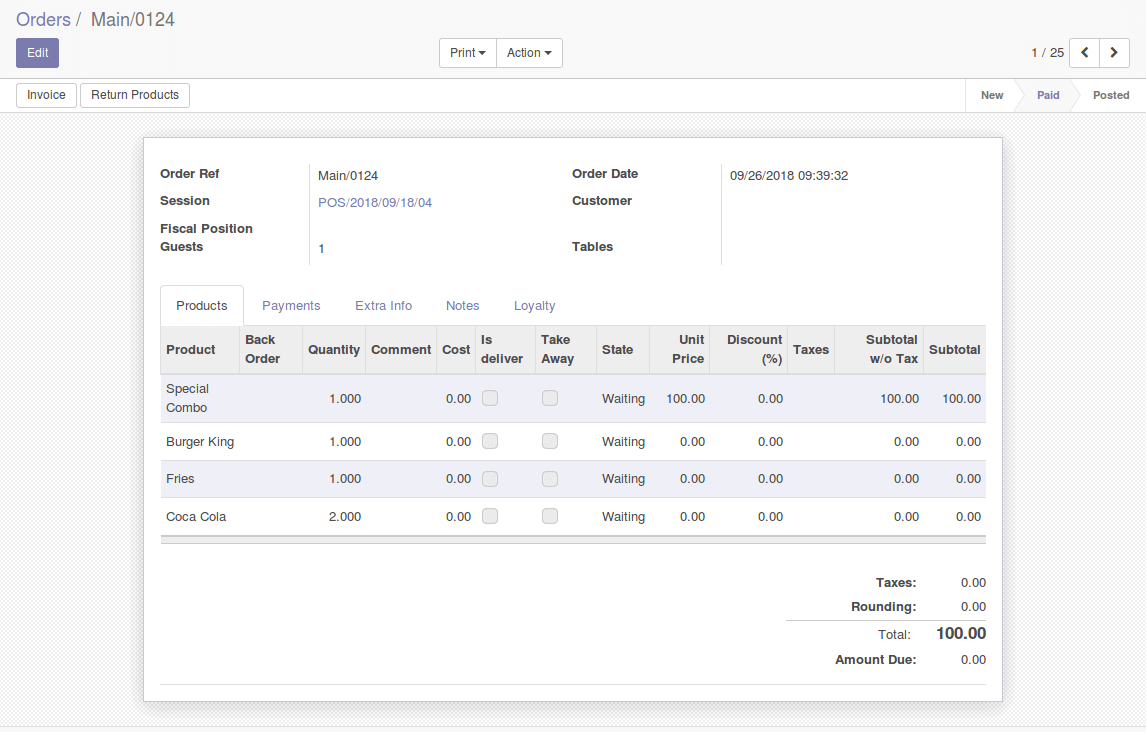 Orders / Main/0124
Edit
Print Action
1 / 25
Invoice Return Products
New Paid Posted
Order Ref Main/0124
Order Date 09/26/2018 09:39:32
Session POS/2018/09/18/04
Customer
Fiscal Position
Guests 1
Tables
Products Payments Extra Info Notes Loyalty
Product Back Order Quantity Comment Cost Is deliver Take Away State Unit Price Discount (%) Taxes Subtotal w/o Tax Subtotal
Special Combo 1.000 0.00 Waiting 100.00 0.00 100.00 100.00
Burger King 1.000 0.00 Waiting 0.00 0.00 0.00 0.00
Fries 1.000 0.00 Waiting 0.00 0.00 0.00 0.00
Coca Cola 2.000 0.00 Waiting 0.00 0.00 0.00 0.00
Taxes: 0.00
Rounding: 0.00
Total: 100.00
Amount Due: 0.00